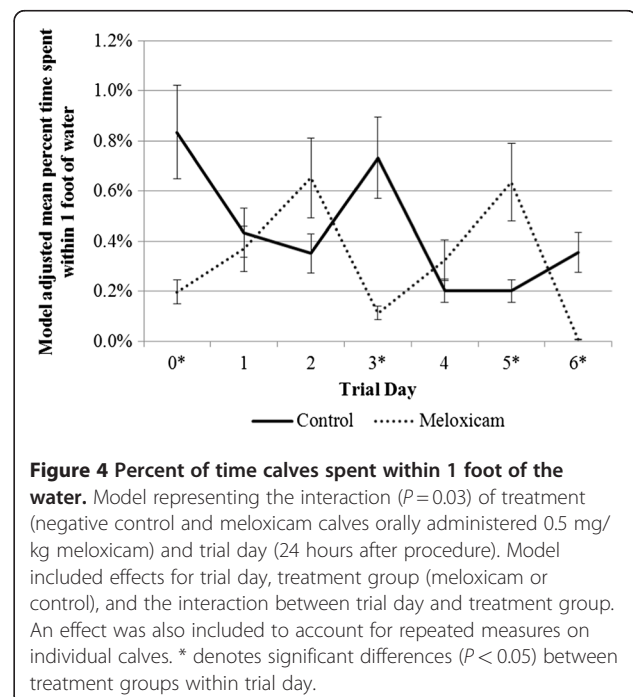 1.2%
1.0%
0.8%
0.6%
0.4%
0.2%
0.0%
Model adjusted mean percent time spent
within 1 foot of water
0* 1 2 3* 4 5* 6*
Trial Day
Control Meloxicam
Figure 4 Percent of time calves spent within 1 foot of the
water. Model representing the interaction (P = 0.03) of treatment
(negative control and meloxicam calves orally administered 0.5 mg/
kg meloxicam) and trial day (24 hours after procedure). Model
included effects for trial day, treatment group (meloxicam or
control), and the interaction between trial day and treatment group.
An effect was also included to account for repeated measures on
individual calves. * denotes significant differences (P < 0.05) between
treatment groups within trial day.